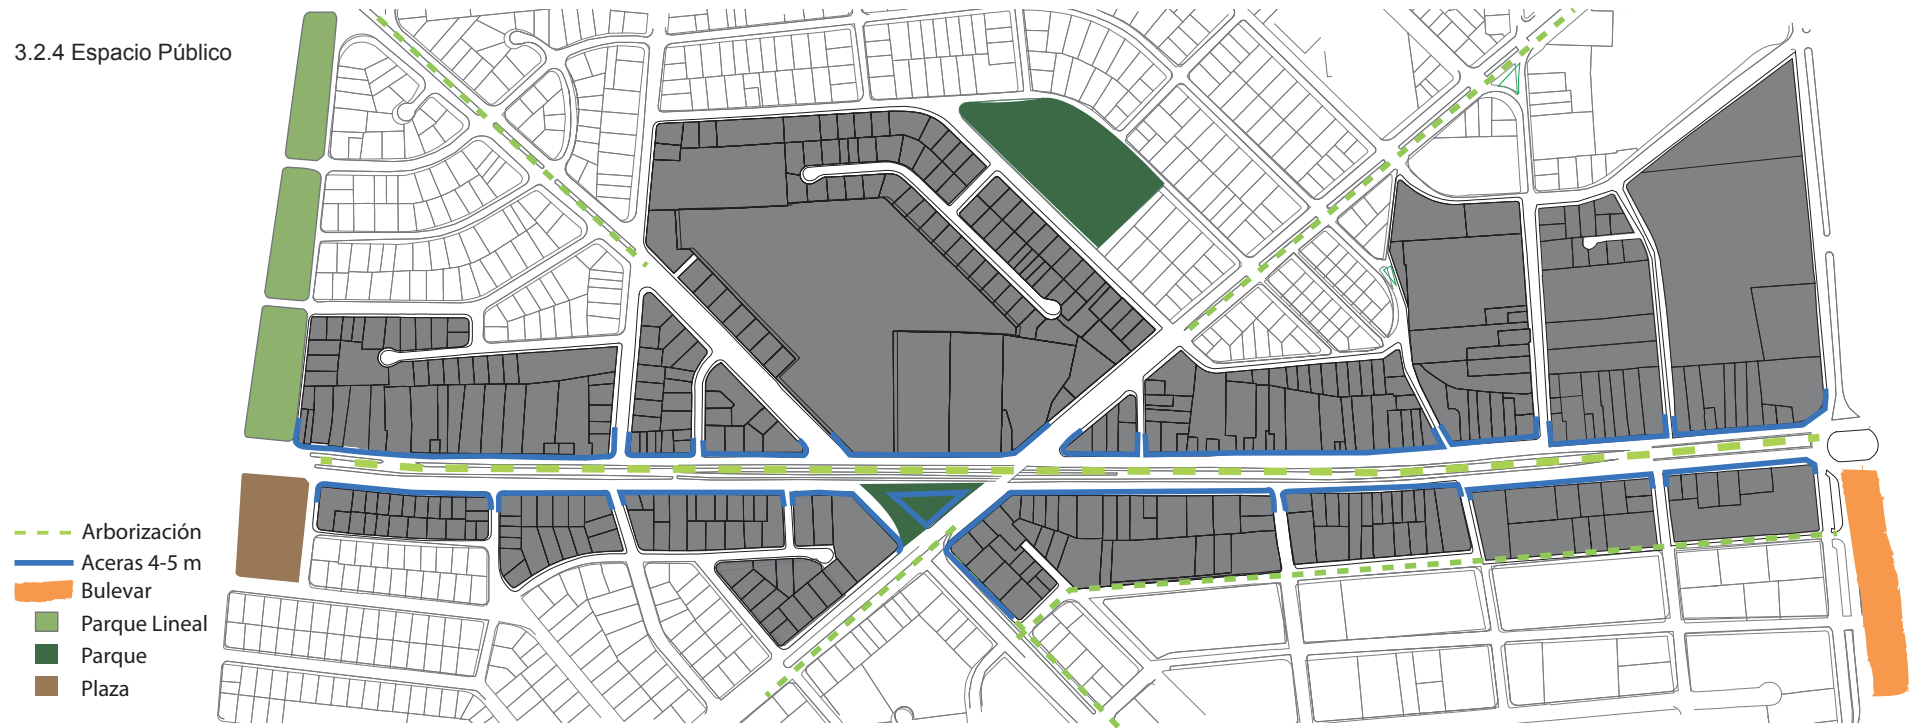 3.2.4 Espacio Público
Arborización
Aceras 4-5 m
Bulevar
Parque Lineal
Parque
Plaza